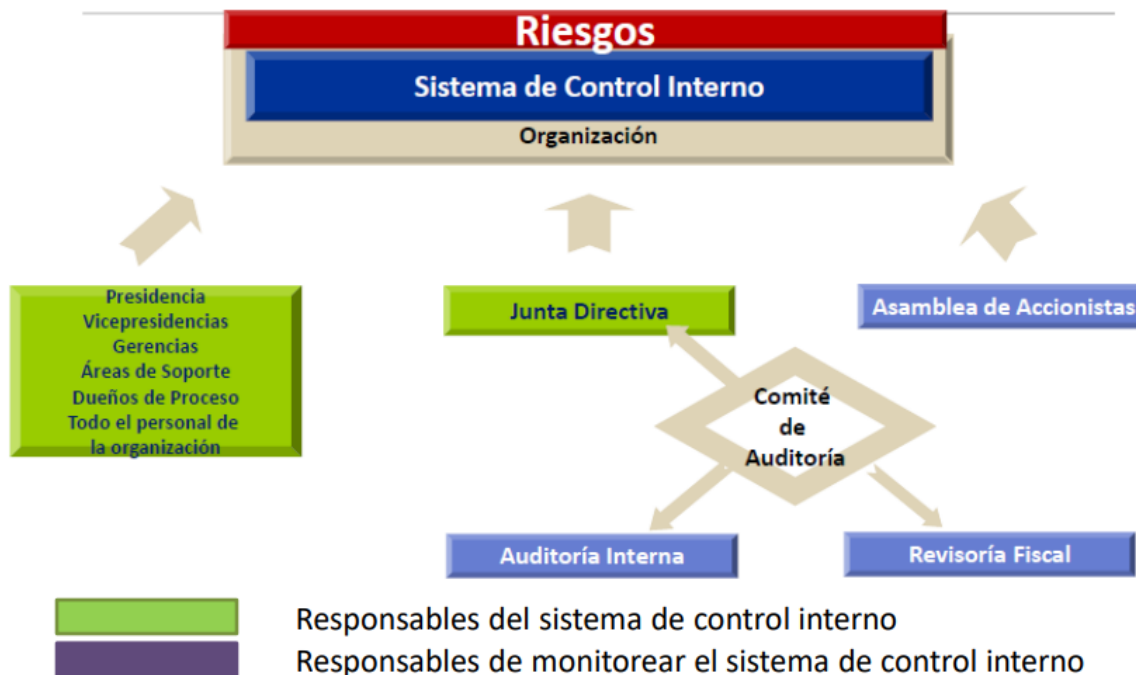 Riesgos
Sistema de Control Interno
Organización
Presidencia
Vicepresidencias
Gerencias
Áreas de Soporte
Dueños de Proceso
Todo el personal de
la organización
Junta Directiva
Asamblea de Accionistas
Comité
de
Auditoría
Auditoría Interna
Revisoría Fiscal
Responsables del sistema de control interno
Responsables de monitorear el sistema de control interno